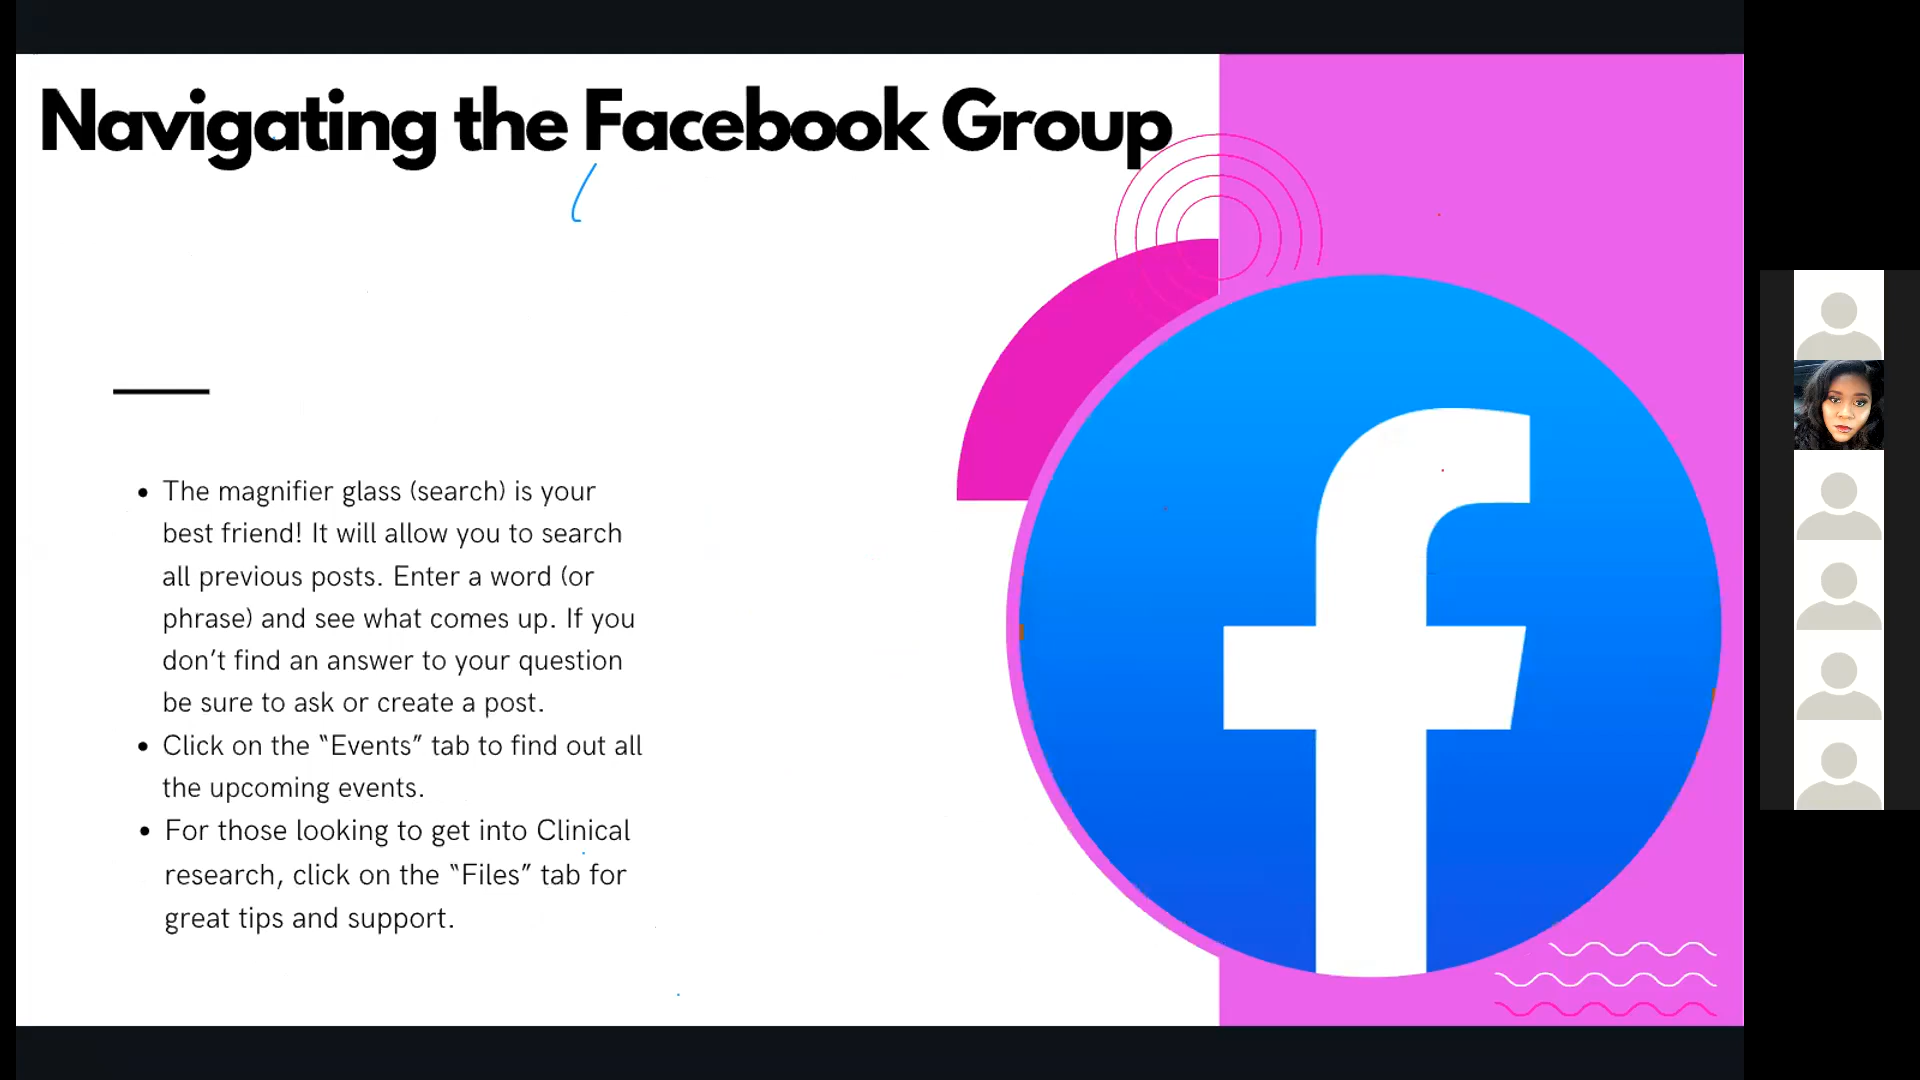 Navigating the Facebook Group
• The magnifier glass (search) is your
best friend! It will allow you to search
all previous posts. Enter a word (or
phrase) and see what comes up. If you
don’t find an answer to your question
be sure to ask or create a post.
• Click on the “Events” tab to find out all
the upcoming events.
• For those looking to get into Clinical
research, click on the “Files” tab for
great tips and support.
f